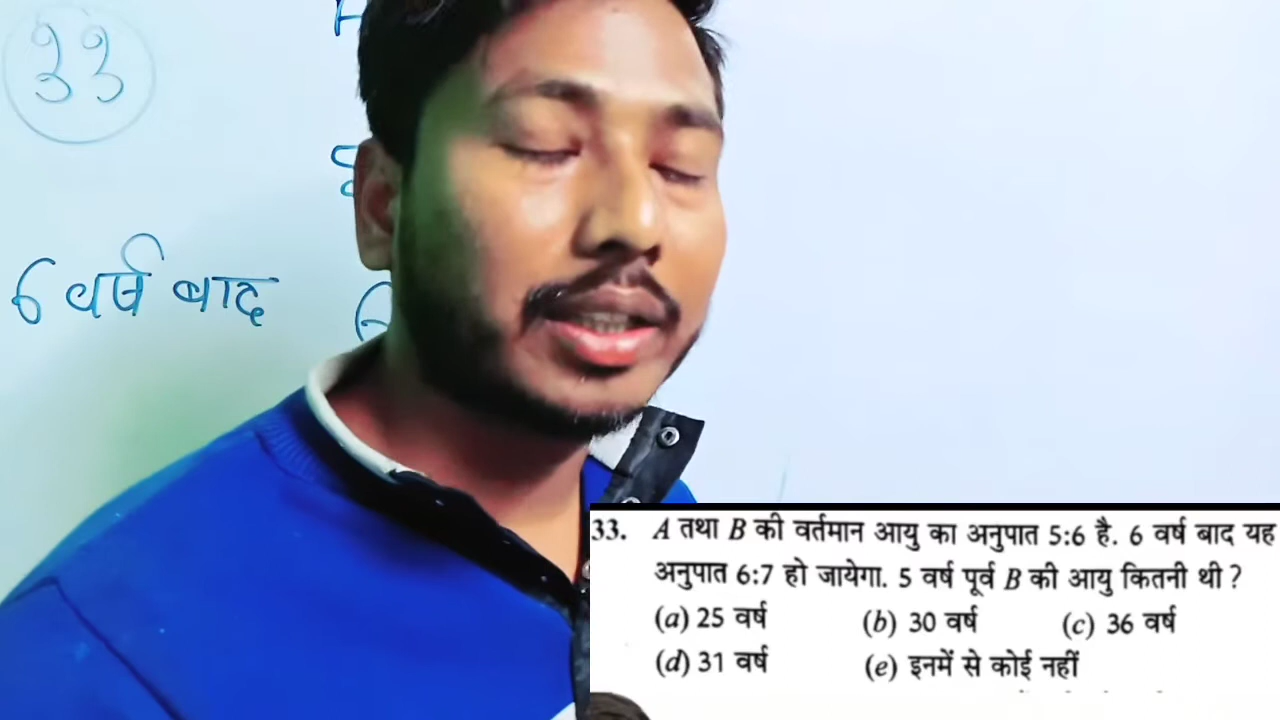 33
6 वर्ष बाद
33. A तथा B की वर्तमान आयु का अनुपात 5:6 है. 6 वर्ष बाद यह
अनुपात 6:7 हो जायेगा. 5 वर्ष पूर्व B की आयु कितनी थी ?
(a) 25 वर्ष (b) 30 वर्ष (c) 36 वर्ष
(d) 31 वर्ष (e) इनमें से कोई नहीं